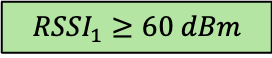 RSSI₁ ≥ 60 dBm